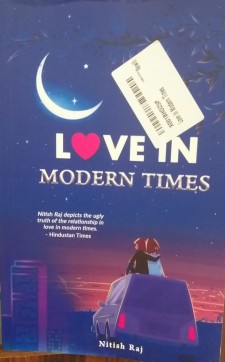 LOVE IN
MODERN TIMES
Nitish Raj depicts the ugly
truth of the relationship in
love in modern times.
- Hindustan Times
Nitish Raj